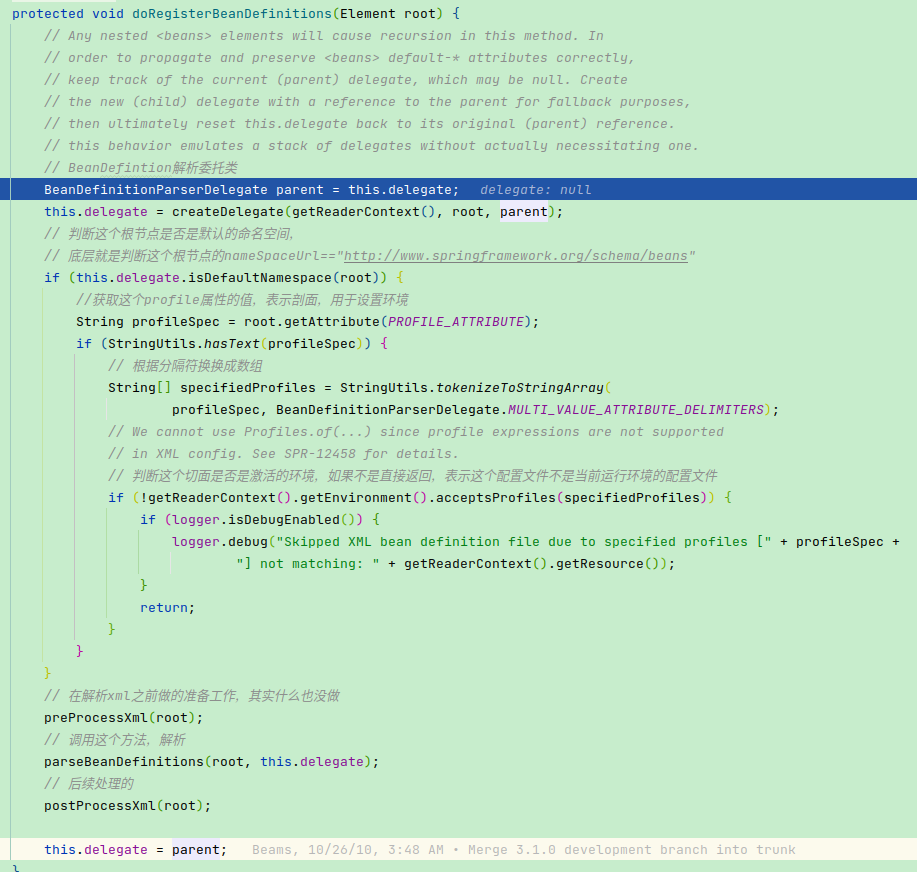 protected void doRegisterBeanDefinitions(Element root) {
// Any nested <beans> elements will cause recursion in this method. In
// order to propagate and preserve <beans> default-* attributes correctly,
// keep track of the current (parent) delegate, which may be null. Create
// the new (child) delegate with a reference to the parent for fallback purposes,
// then ultimately reset this.delegate back to its original (parent) reference.
// this behavior emulates a stack of delegates without actually necessitating one.
// BeanDefintion解析委托类
BeanDefinitionParserDelegate parent = this.delegate; delegate: null
this.delegate = createDelegate(getReaderContext(), root, parent);
// 判断这个根节点是否是默认的命名空间,
// 底层就是判断这个根节点的nameSpaceUrl=="http://www.springframework.org/schema/beans"
if (this.delegate.isDefaultNamespace(root)) {
//获取这个profile属性的值，表示剖面，用于设置环境
String profileSpec = root.getAttribute(PROFILE_ATTRIBUTE);
if (StringUtils.hasText(profileSpec)) {
// 根据分隔符换换成数组
String[] specifiedProfiles = StringUtils.tokenizeToStringArray(
profileSpec, BeanDefinitionParserDelegate.MULTI_VALUE_ATTRIBUTE_DELIMITERS);
// We cannot use Profiles.of(...) since profile expressions are not supported
// in XML config. See SPR-12458 for details.
// 判断这个切面是否是激活的环境，如果不是直接返回，表示这个配置文件不是当前运行环境的配置文件
if (!getReaderContext().getEnvironment().acceptsProfiles(specifiedProfiles)) {
if (logger.isDebugEnabled()) {
logger.debug("Skipped XML bean definition file due to specified profiles [" + profileSpec +
"] not matching: " + getReaderContext().getResource());
}
return;
}
}
}
// 在解析xml之前做的准备工作，其实什么也没做
preProcessXml(root);
// 调用这个方法，解析
parseBeanDefinitions(root, this.delegate);
// 后续处理的
postProcessXml(root);
this.delegate = parent; Beams, 10/26/10, 3:48 AM • Merge 3.1.0 development branch into trunk
}